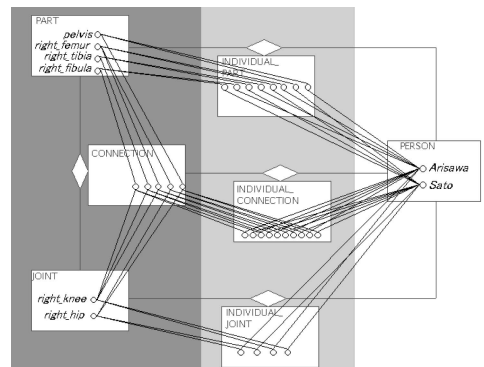 PART
pelvis
right_femur
right_tibia
right_fibula
INDIVIDUAL_
PART
CONNECTION
INDIVIDUAL_
CONNECTION
PERSON
Arisawa
Sato
JOINT
right_knee
right_hip
INDIVIDUAL_
JOINT